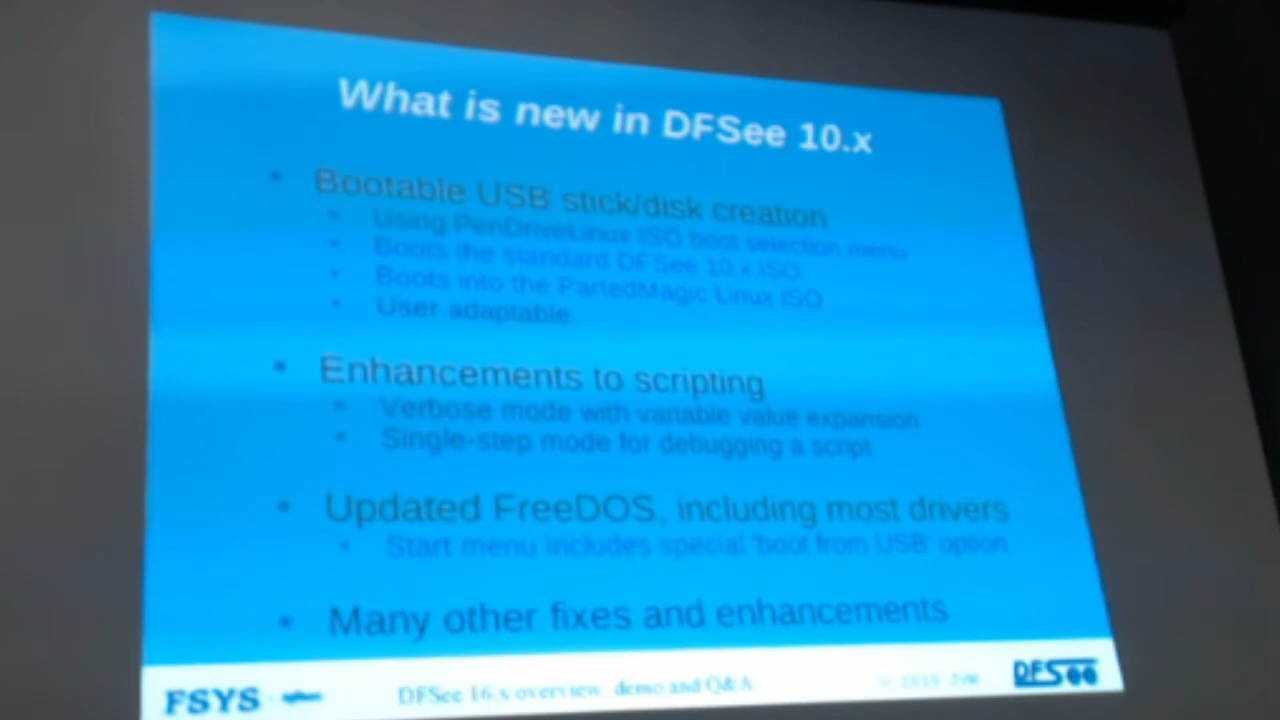 What is new in DFSee 10.x
Bootable USB stick/disk creation
Using PenDriveLinux ISO boot selection menu
Boots the standard DFSee 10.x ISO
Boots into the PartedMagic Linux ISO
User adaptable
Enhancements to scripting
Verbose mode with variable value expansion
Single-step mode for debugging a script
Updated FreeDOS, including most drivers
Start menu includes special 'boot from USB' option
Many other fixes and enhancements
FSYS DFSee 16.x overview, demo and Q&A © 2019 JvW DFSee